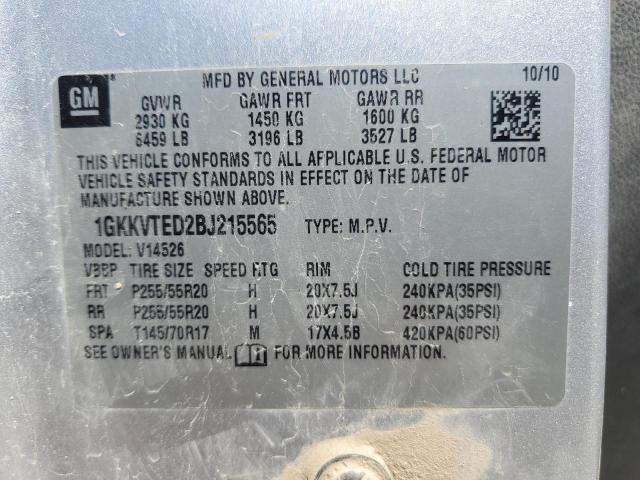 GM
MFD BY GENERAL MOTORS LLC 10/10
GVWR GAWR FRT GAWR RR
2930 KG 1450 KG 1600 KG
6459 LB 3196 LB 3527 LB
THIS VEHICLE CONFORMS TO ALL APPLICABLE U.S. FEDERAL MOTOR
VEHICLE SAFETY STANDARDS IN EFFECT ON THE DATE OF
MANUFACTURE SHOWN ABOVE.
1GKKVTED2BJ215565 TYPE: M.P.V.
MODEL: V14526
VBBP TIRE SIZE SPEED RTG RIM COLD TIRE PRESSURE
FRT P255/55R20 H 20X7.5J 240KPA(35PSI)
RR P255/55R20 H 20X7.5J 240KPA(35PSI)
SPA T145/70R17 M 17X4.5B 420KPA(60PSI)
SEE OWNER'S MANUAL FOR MORE INFORMATION.